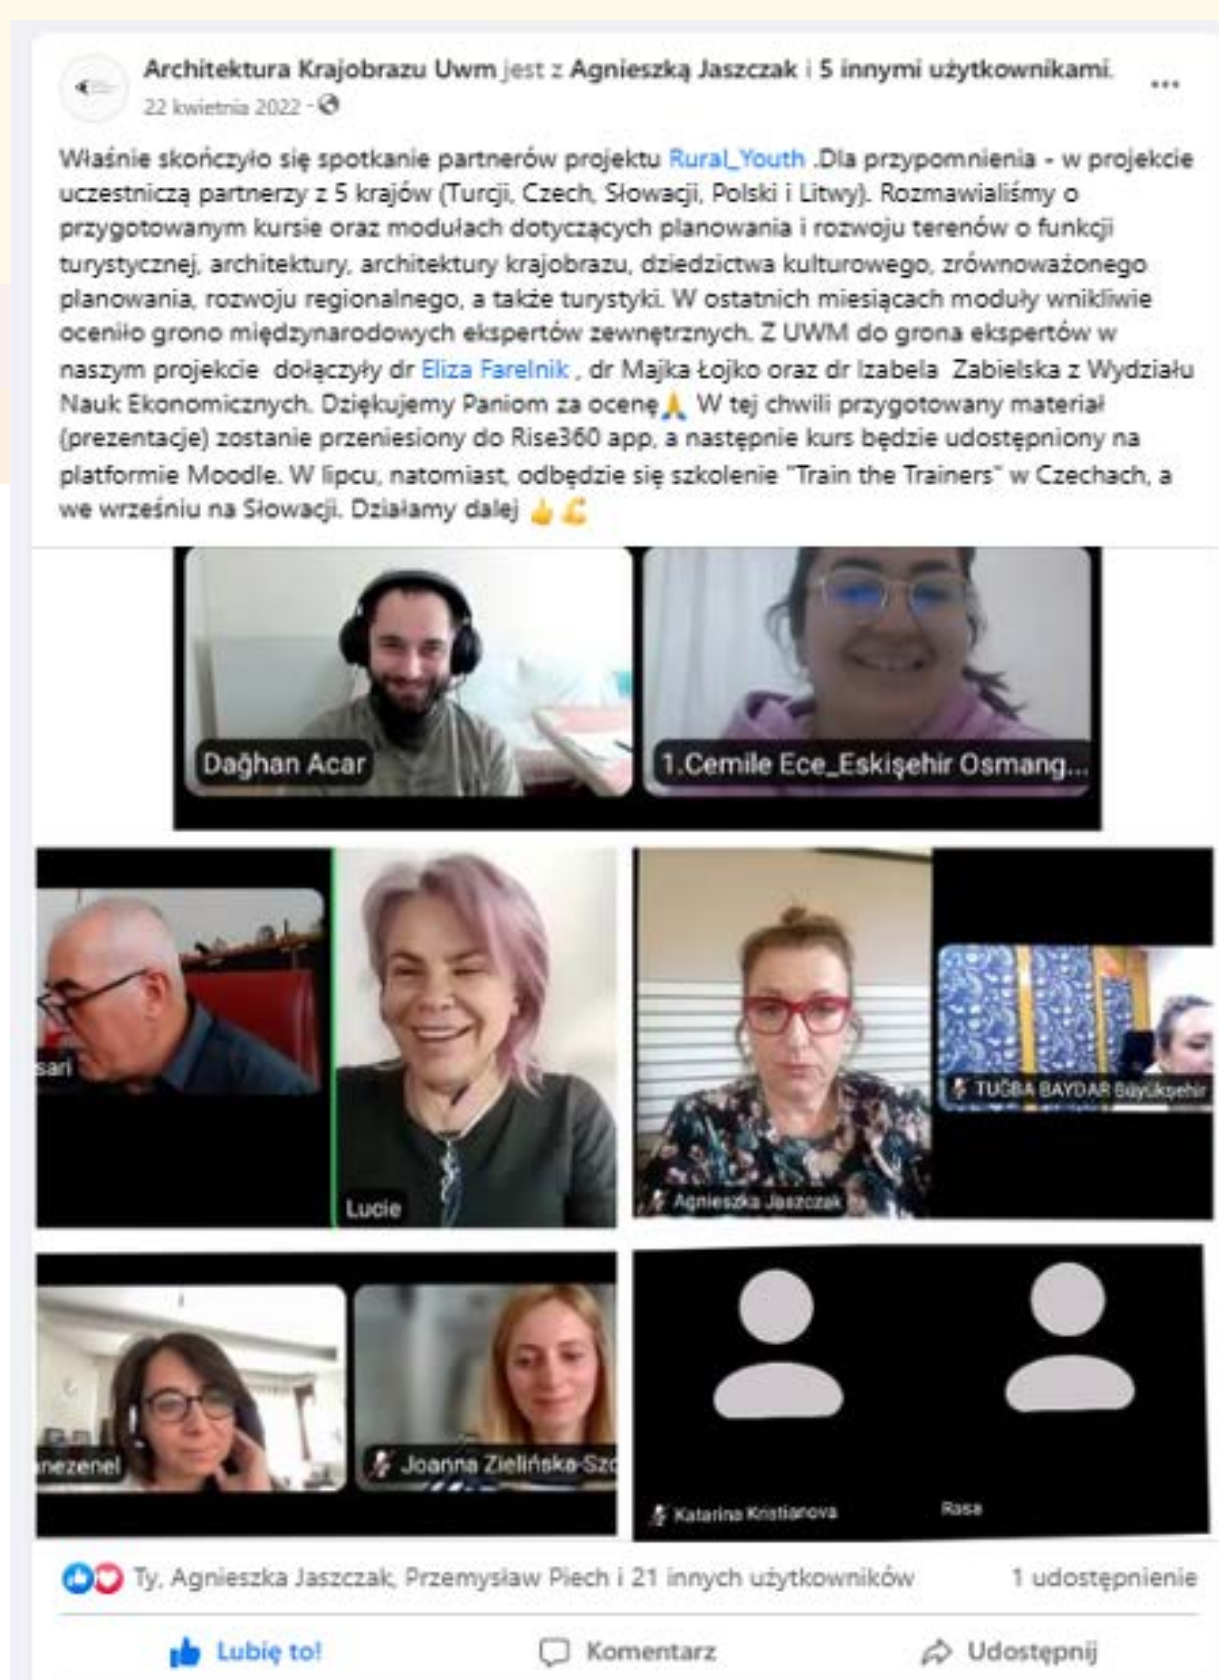 Architektura Krajobrazu Uwm jest z Agnieszką Jaszczak i 5 innymi użytkownikami.
22 kwietnia 2022 ·
Właśnie skończyło się spotkanie partnerów projektu Rural_Youth .Dla przypomnienia - w projekcie
uczestniczą partnerzy z 5 krajów (Turcji, Czech, Słowacji, Polski i Litwy). Rozmawialiśmy o
przygotowanym kursie oraz modułach dotyczących planowania i rozwoju terenów o funkcji
turystycznej, architektury, architektury krajobrazu, dziedzictwa kulturowego, zrównoważonego
planowania, rozwoju regionalnego, a także turystyki. W ostatnich miesiącach moduły wnikliwie
oceniło grono międzynarodowych ekspertów zewnętrznych. Z UWM do grona ekspertów w
naszym projekcie dołączyły dr Eliza Farelnik , dr Majka Łojko oraz dr Izabela Zabielska z Wydziału
Nauk Ekonomicznych. Dziękujemy Paniom za ocenę🙏 W tej chwili przygotowany materiał
(prezentacje) zostanie przeniesiony do Rise360 app, a następnie kurs będzie udostępniony na
platformie Moodle. W lipcu, natomiast, odbędzie się szkolenie "Train the Trainers" w Czechach, a
we wrześniu na Słowacji. Działamy dalej 👍💪
Dağhan Acar
1.Cemile Ece_Eskişehir Osmang...
sari
Lucie
Agnieszka Jaszczak
TUĞBA BAYDAR Büyükşehir
nezenel
Joanna Zielińska-Szc
Katarina Kristianova
Rasa
Ty, Agnieszka Jaszczak, Przemysław Piech i 21 innych użytkowników
1 udostępnienie
Lubię to!
Komentarz
Udostępnij